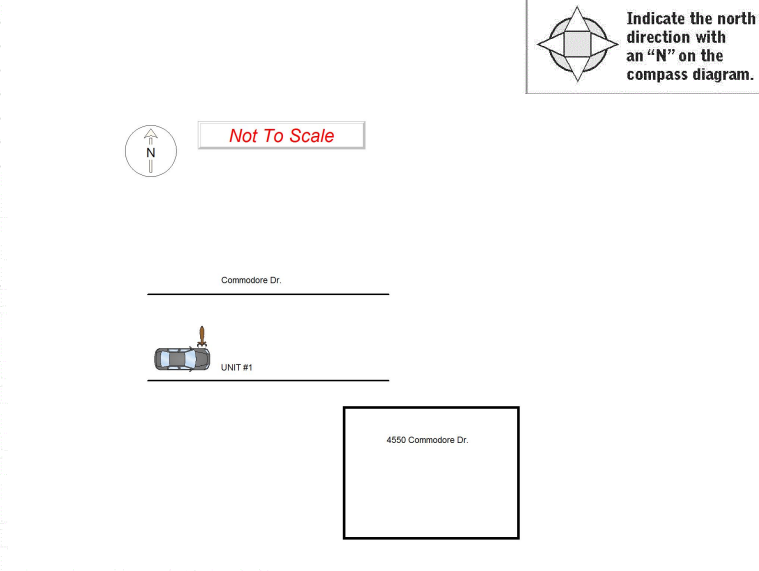 Indicate the north
direction with
an “N” on the
compass diagram.
Not To Scale
N
Commodore Dr.
UNIT #1
4550 Commodore Dr.